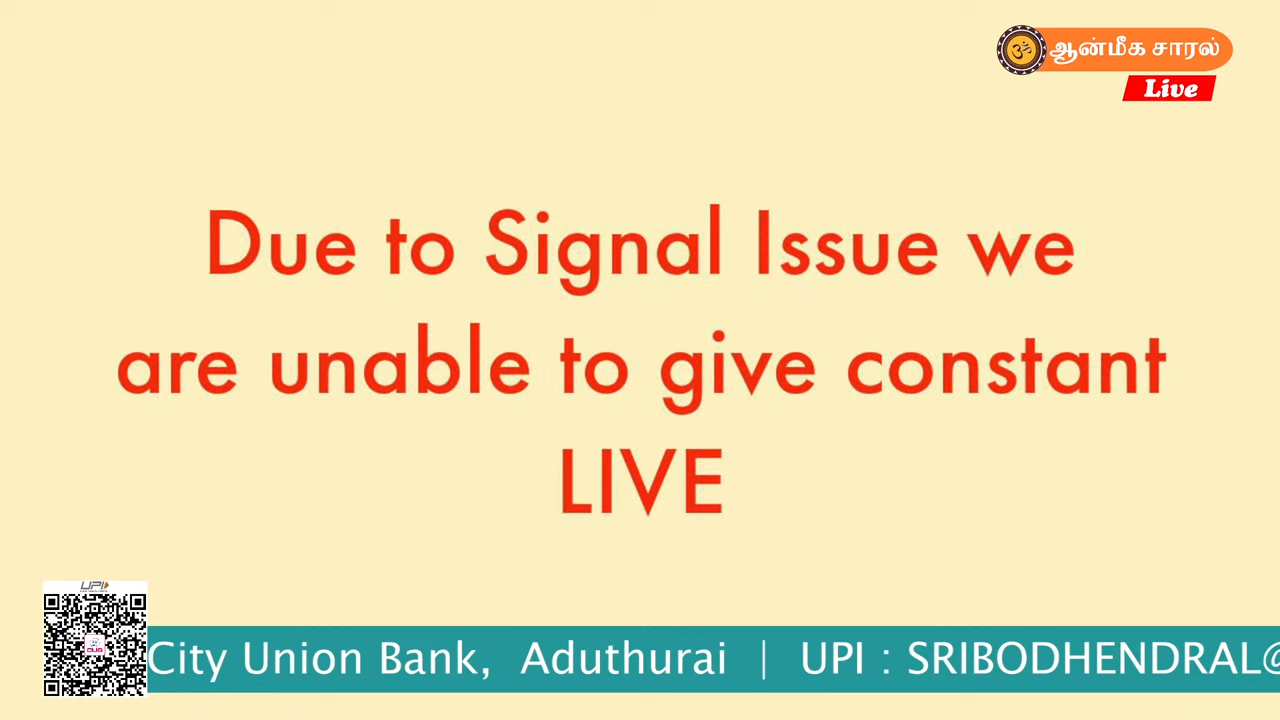 ஆன்மீக சாரல்
Live
Due to Signal Issue we
are unable to give constant
LIVE
UPI
CUB
City Union Bank, Aduthurai | UPI : SRIBODHENDRAL@